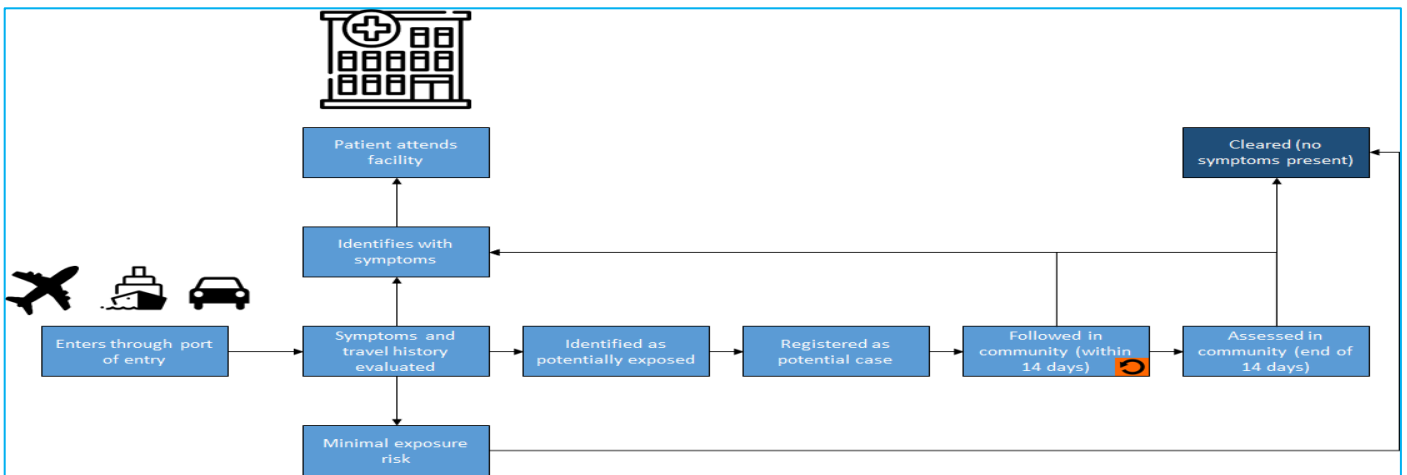 Patient attends
facility
Cleared (no
symptoms present)
Identifies with
symptoms
Enters through port
of entry
Symptoms and
travel history
evaluated
Identified as
potentially exposed
Registered as
potential case
Followed in
community (within
14 days)
Assessed in
community (end of
14 days)
Minimal exposure
risk